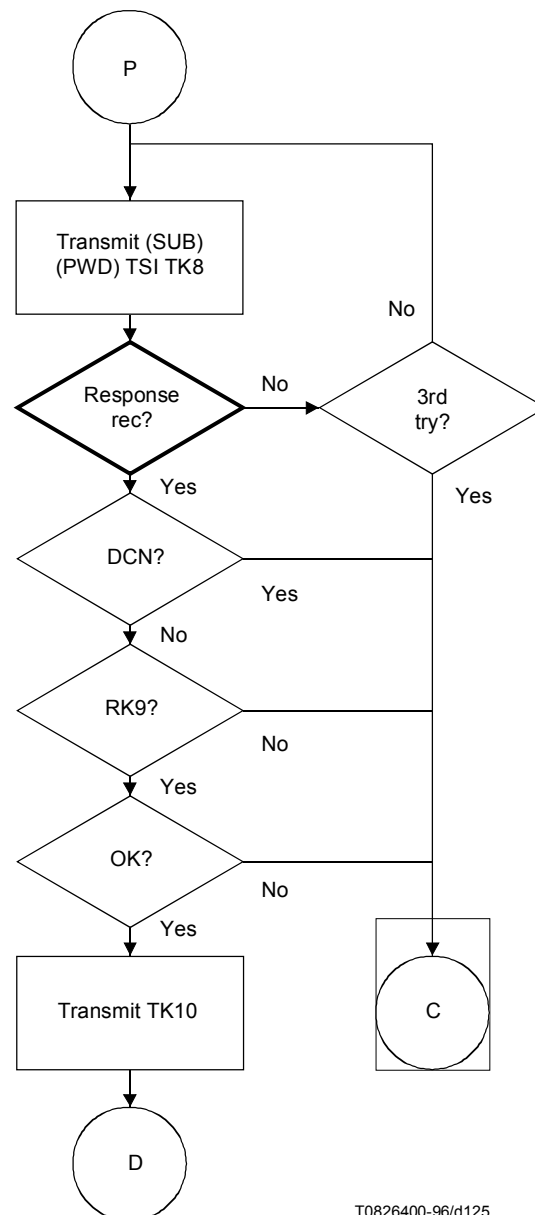 P
Transmit (SUB)
(PWD) TSI TK8
No
Response
rec?
No
3rd
try?
Yes
Yes
DCN?
Yes
No
RK9?
No
Yes
OK?
No
Yes
Transmit TK10
C
D
T0826400-96/d125